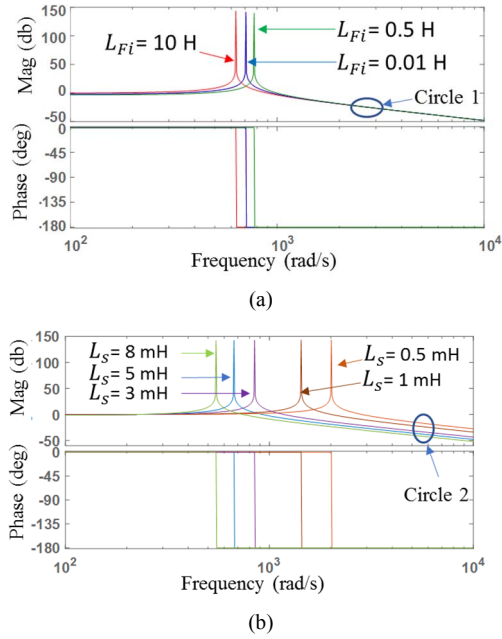 150
100
50
0
-50
Mag (db)
L_Fi= 10 H
L_Fi= 0.5 H
L_Fi= 0.01 H
Circle 1
0
-45
-90
-135
-180
Phase (deg)
10^2
10^3
10^4
Frequency (rad/s)
(a)
150
100
50
0
-50
Mag (db)
L_s= 8 mH
L_s= 5 mH
L_s= 3 mH
L_s= 0.5 mH
L_s= 1 mH
Circle 2
0
-45
-90
-135
-180
Phase (deg)
10^2
10^3
10^4
Frequency (rad/s)
(b)